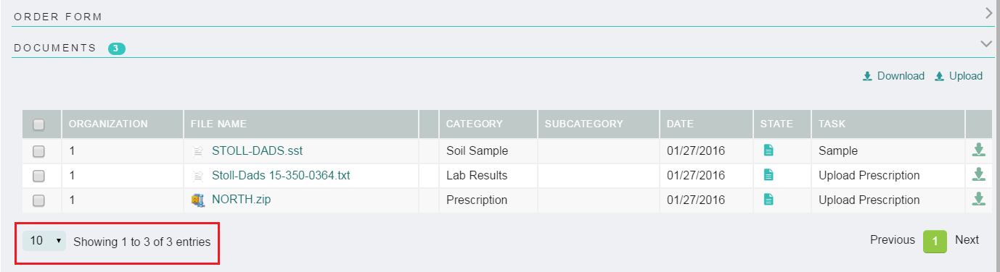 ORDER FORM
DOCUMENTS 3
Download Upload
ORGANIZATION FILE NAME CATEGORY SUBCATEGORY DATE STATE TASK
1 STOLL-DADS.sst Soil Sample 01/27/2016 Sample
1 Stoll-Dads 15-350-0364.txt Lab Results 01/27/2016 Upload Prescription
1 NORTH.zip Prescription 01/27/2016 Upload Prescription
10 Showing 1 to 3 of 3 entries Previous 1 Next